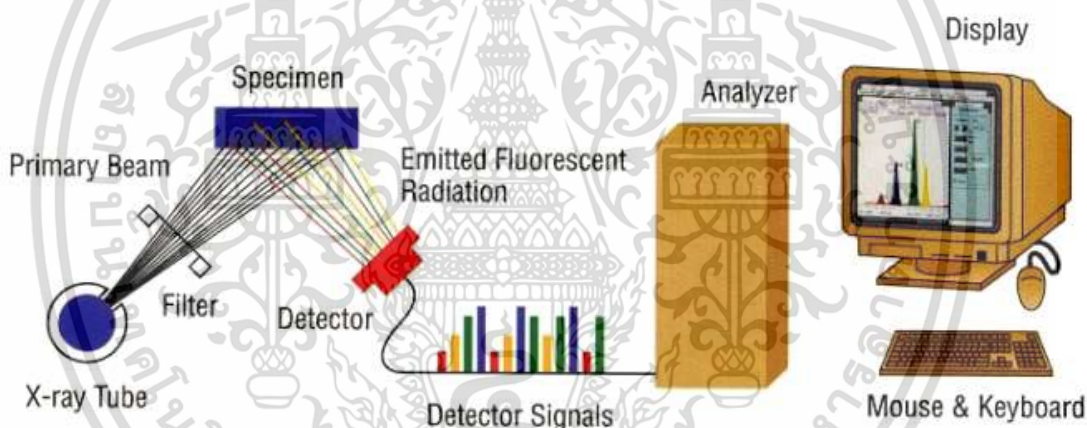 Display
Specimen
Analyzer
Primary Beam
Emitted Fluorescent
Radiation
Filter
Detector
X-ray Tube
Detector Signals
Mouse & Keyboard